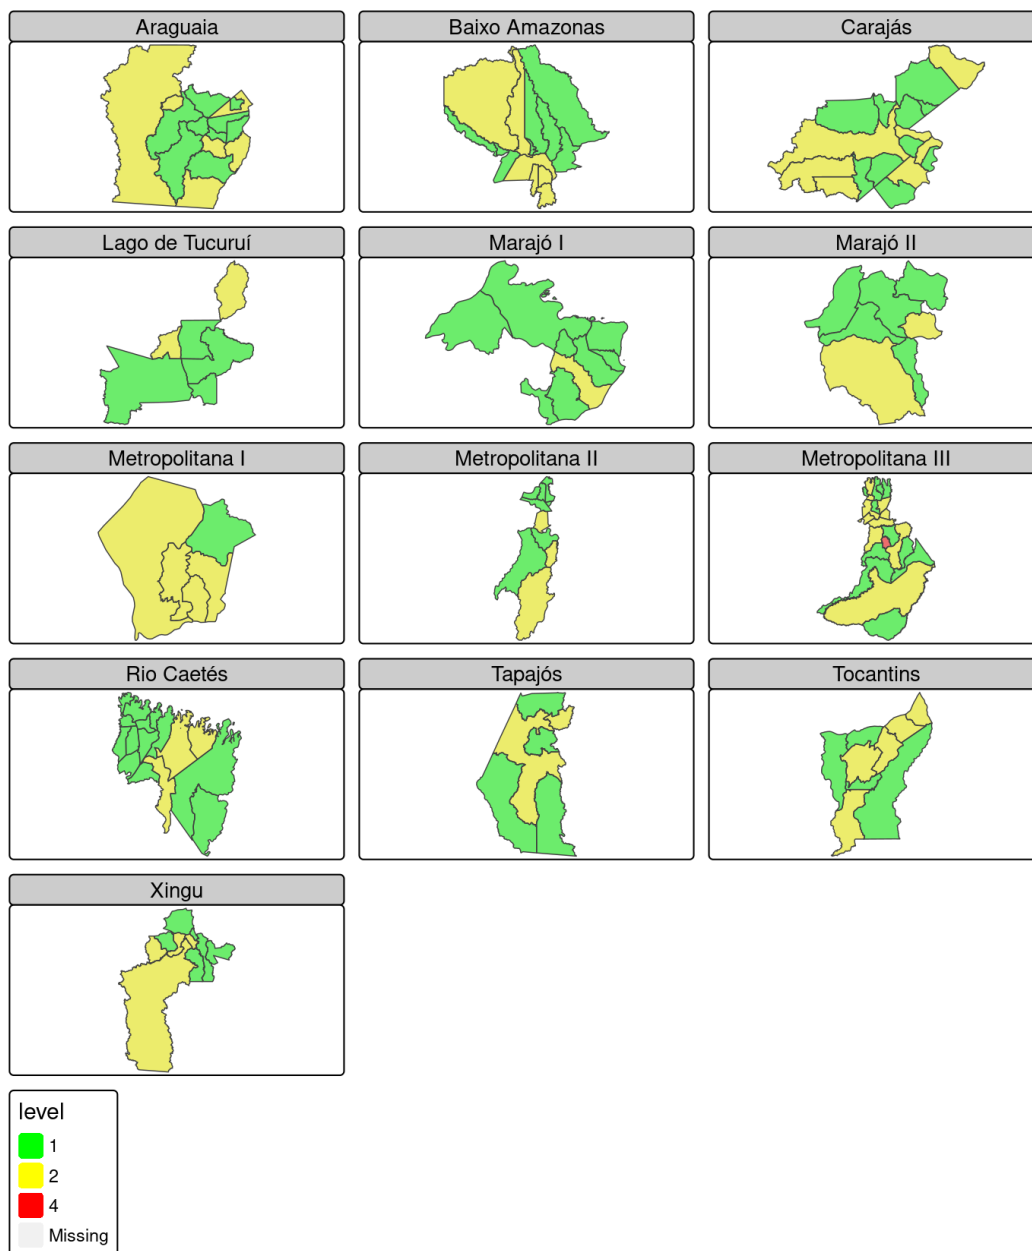 Araguaia
Baixo Amazonas
Carajás
Lago de Tucuruí
Marajó I
Marajó II
Metropolitana I
Metropolitana II
Metropolitana III
Rio Caetés
Tapajós
Tocantins
Xingu
level
1
2
4
Missing